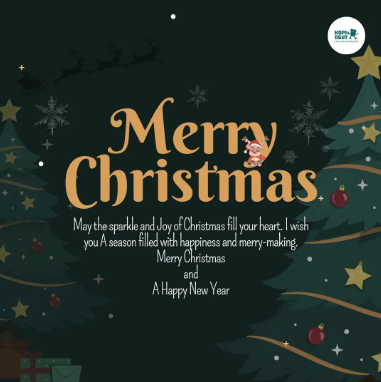 Merry
Christmas
May the sparkle and Joy of Christmas fill your heart. I wish
you A season filled with happiness and merry-making.
Merry Christmas
and
A Happy New Year